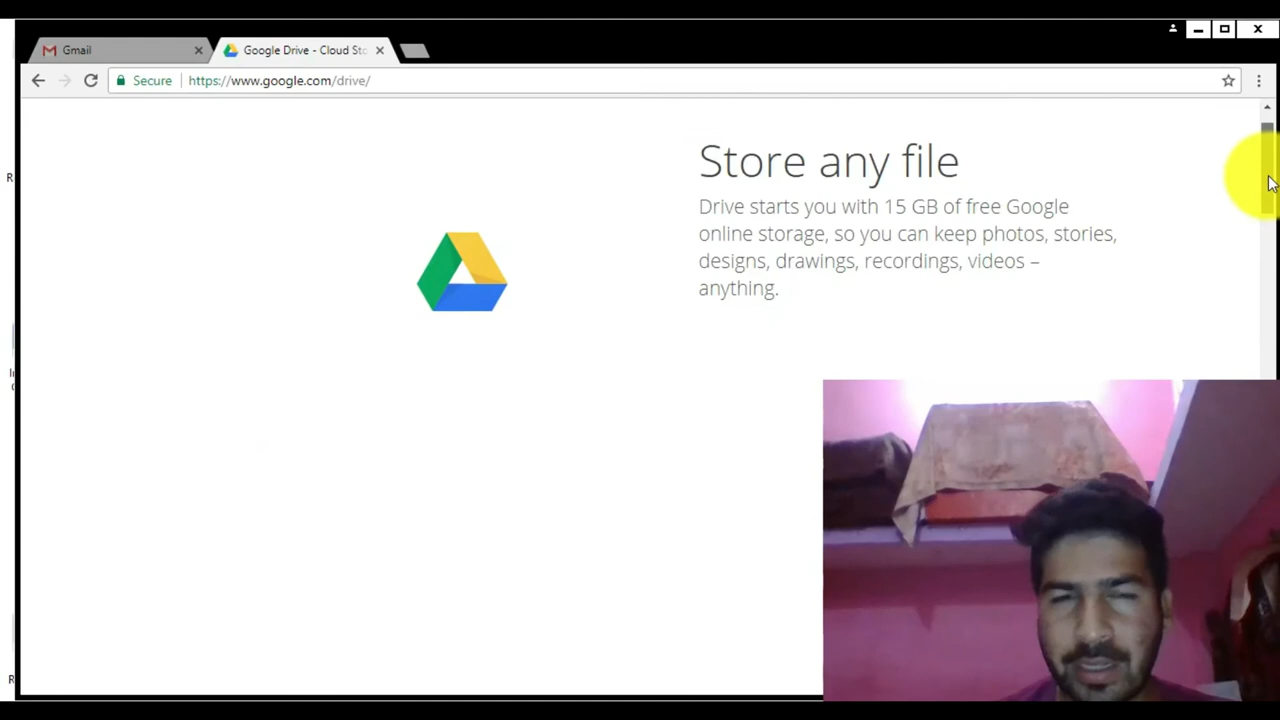 Gmail
Google Drive - Cloud Sto
Secure
https://www.google.com/drive/
Store any file
Drive starts you with 15 GB of free Google
online storage, so you can keep photos, stories,
designs, drawings, recordings, videos –
anything.
R
R